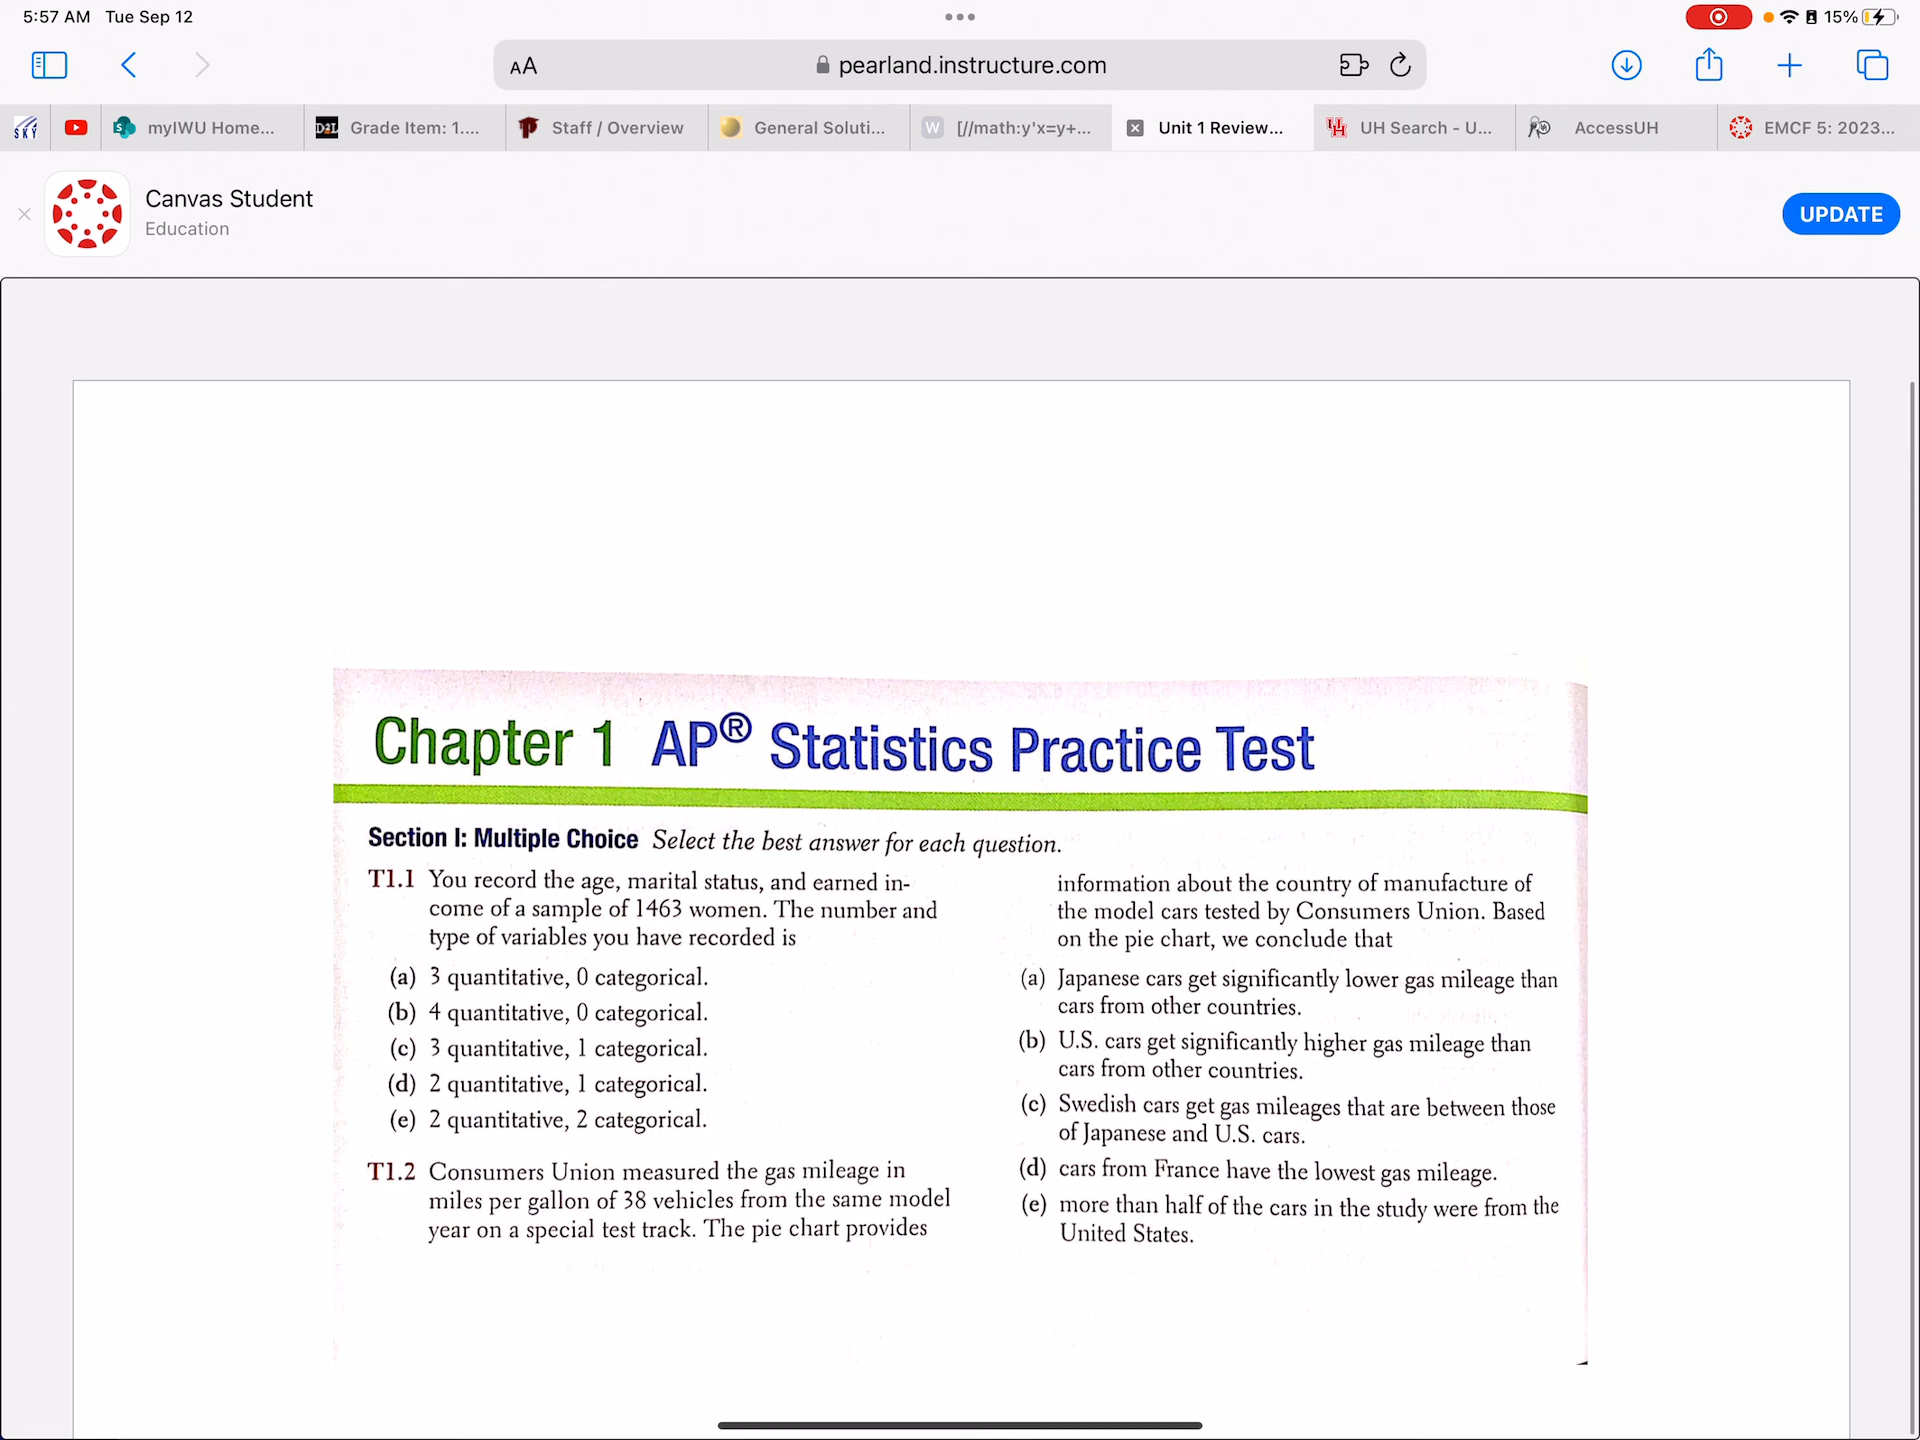 5:57 AM Tue Sep 12
15%
AA
pearland.instructure.com
SKY
myIWU Home...
D2L Grade Item: 1....
Staff / Overview
General Soluti...
W [//math:y'x=y+...
Unit 1 Review...
UH Search - U...
AccessUH
EMCF 5: 2023...
Canvas Student
Education
UPDATE
Chapter 1 AP® Statistics Practice Test
Section I: Multiple Choice Select the best answer for each question.
T1.1 You record the age, marital status, and earned in-
come of a sample of 1463 women. The number and
type of variables you have recorded is
(a) 3 quantitative, 0 categorical.
(b) 4 quantitative, 0 categorical.
(c) 3 quantitative, 1 categorical.
(d) 2 quantitative, 1 categorical.
(e) 2 quantitative, 2 categorical.
T1.2 Consumers Union measured the gas mileage in
miles per gallon of 38 vehicles from the same model
year on a special test track. The pie chart provides
information about the country of manufacture of
the model cars tested by Consumers Union. Based
on the pie chart, we conclude that
(a) Japanese cars get significantly lower gas mileage than
cars from other countries.
(b) U.S. cars get significantly higher gas mileage than
cars from other countries.
(c) Swedish cars get gas mileages that are between those
of Japanese and U.S. cars.
(d) cars from France have the lowest gas mileage.
(e) more than half of the cars in the study were from the
United States.